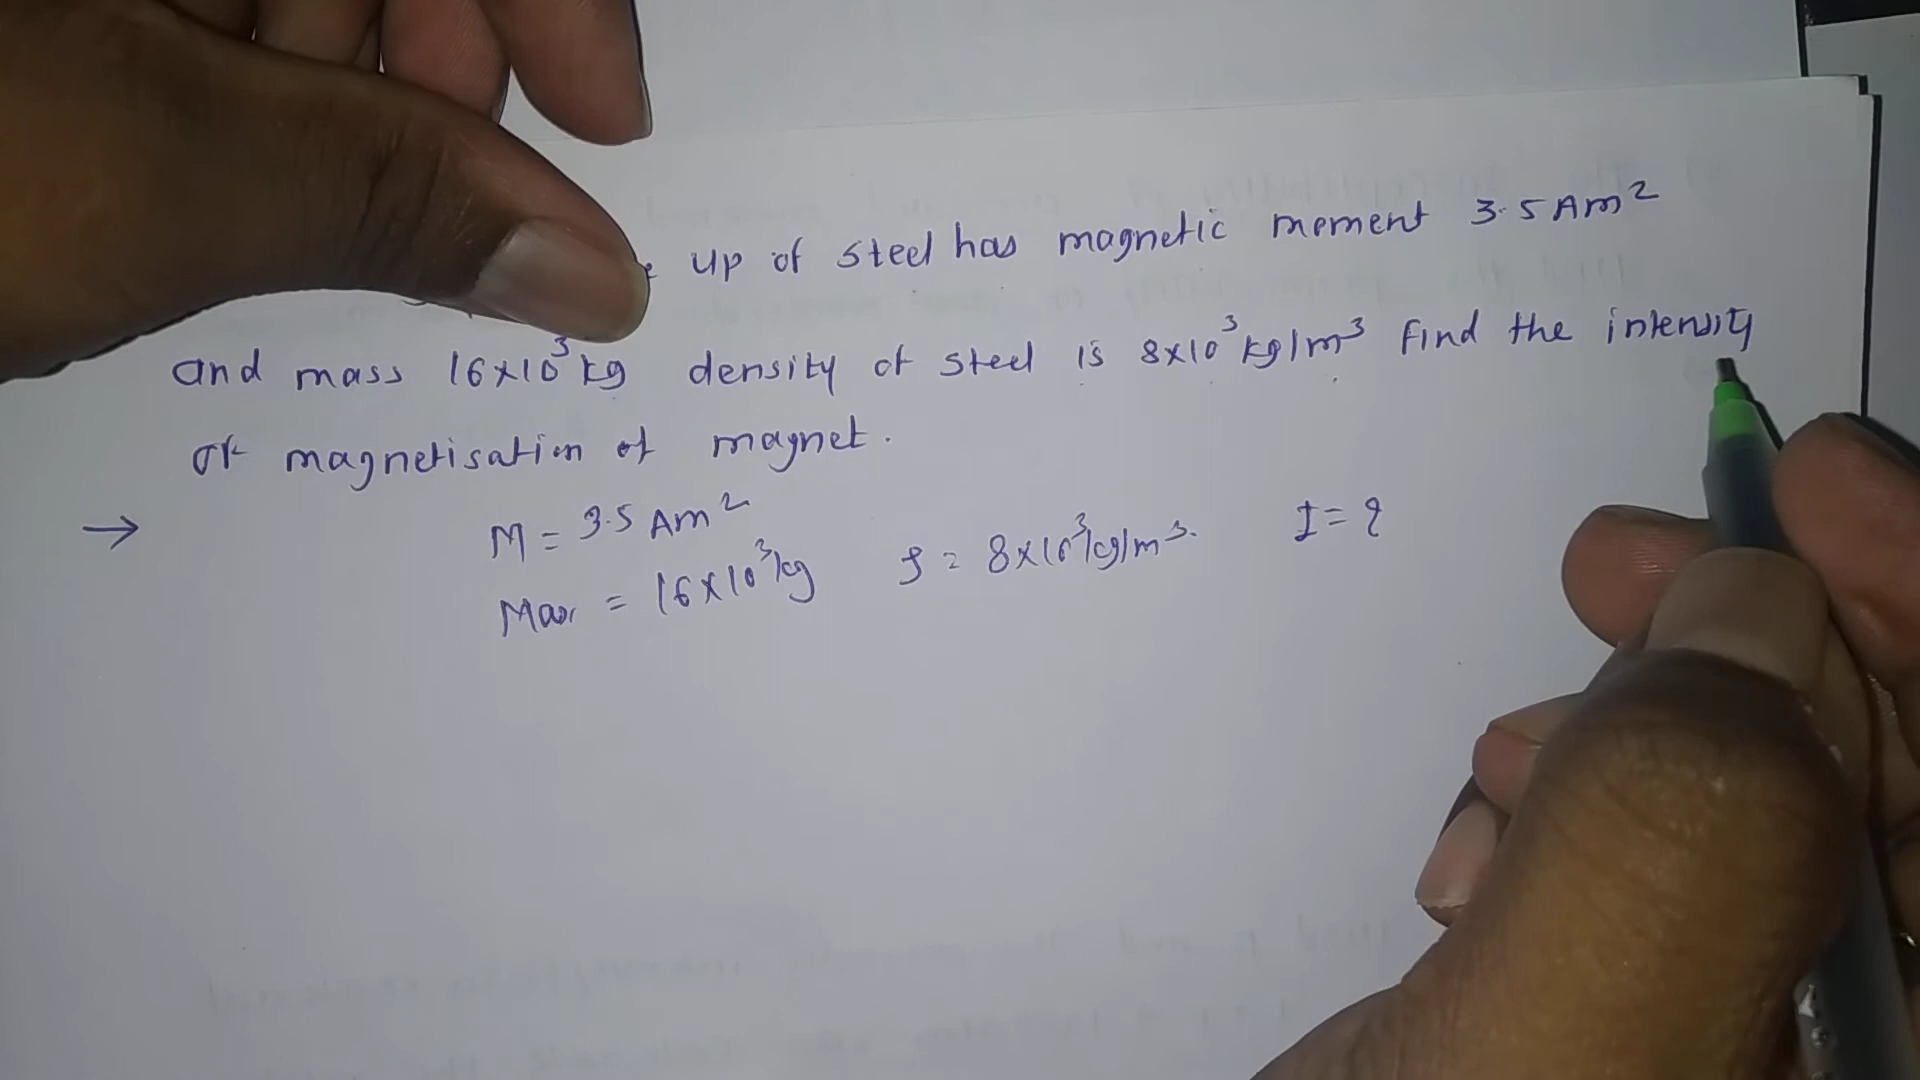 up of steel has magnetic moment 3.5 Am²
and mass 16×10³ kg density of steel is 8×10³ kg/m³ find the intensity
of magnetisation of magnet.
→ M = 3.5 Am²
Mass = 16×10³ kg ρ = 8×10³ kg/m³. I = ?